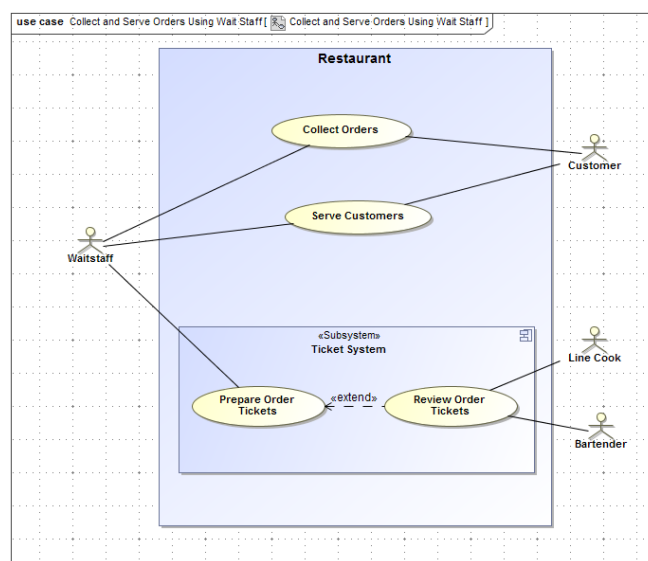 use case Collect and Serve Orders Using Wait Staff [ Collect and Serve Orders Using Wait Staff ]
Restaurant
Collect Orders
Customer
Serve Customers
Waitstaff
«Subsystem»
Ticket System
Line Cook
Prepare Order
Tickets
«extend»
Review Order
Tickets
Bartender